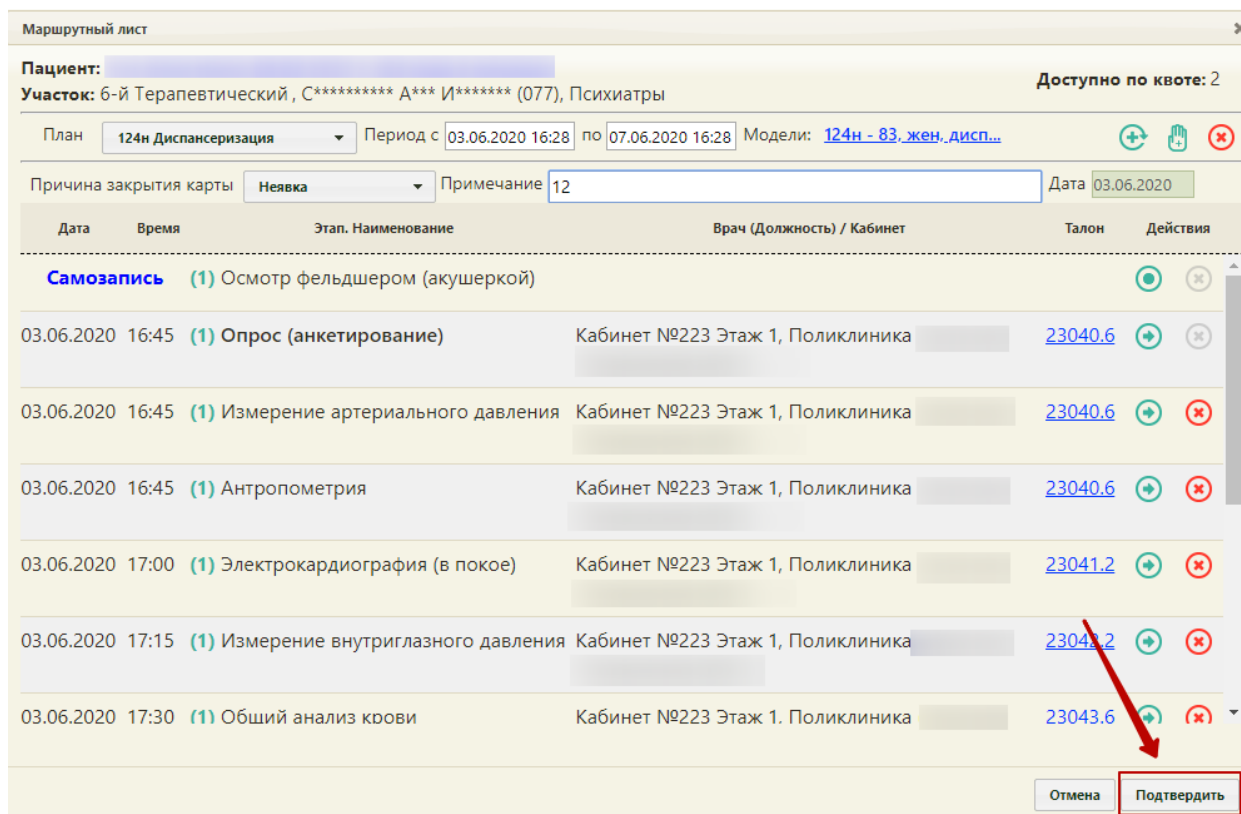 Маршрутный лист
Пациент:
Доступно по квоте: 2
Участок: 6-й Терапевтический , С********** А*** И******* (077), Психиатры
План 124н Диспансеризация Период с 03.06.2020 16:28 по 07.06.2020 16:28 Модели: 124н - 83, жен, дисп...
Причина закрытия карты Неявка Примечание 12 Дата 03.06.2020
Дата Время Этап. Наименование Врач (Должность) / Кабинет Талон Действия
Самозапись (1) Осмотр фельдшером (акушеркой)
03.06.2020 16:45 (1) Опрос (анкетирование) Кабинет №223 Этаж 1, Поликлиника 23040.6
03.06.2020 16:45 (1) Измерение артериального давления Кабинет №223 Этаж 1, Поликлиника 23040.6
03.06.2020 16:45 (1) Антропометрия Кабинет №223 Этаж 1, Поликлиника 23040.6
03.06.2020 17:00 (1) Электрокардиография (в покое) Кабинет №223 Этаж 1, Поликлиника 23041.2
03.06.2020 17:15 (1) Измерение внутриглазного давления Кабинет №223 Этаж 1, Поликлиника 23042.2
03.06.2020 17:30 (1) Общий анализ крови Кабинет №223 Этаж 1, Поликлиника 23043.6
Отмена Подтвердить